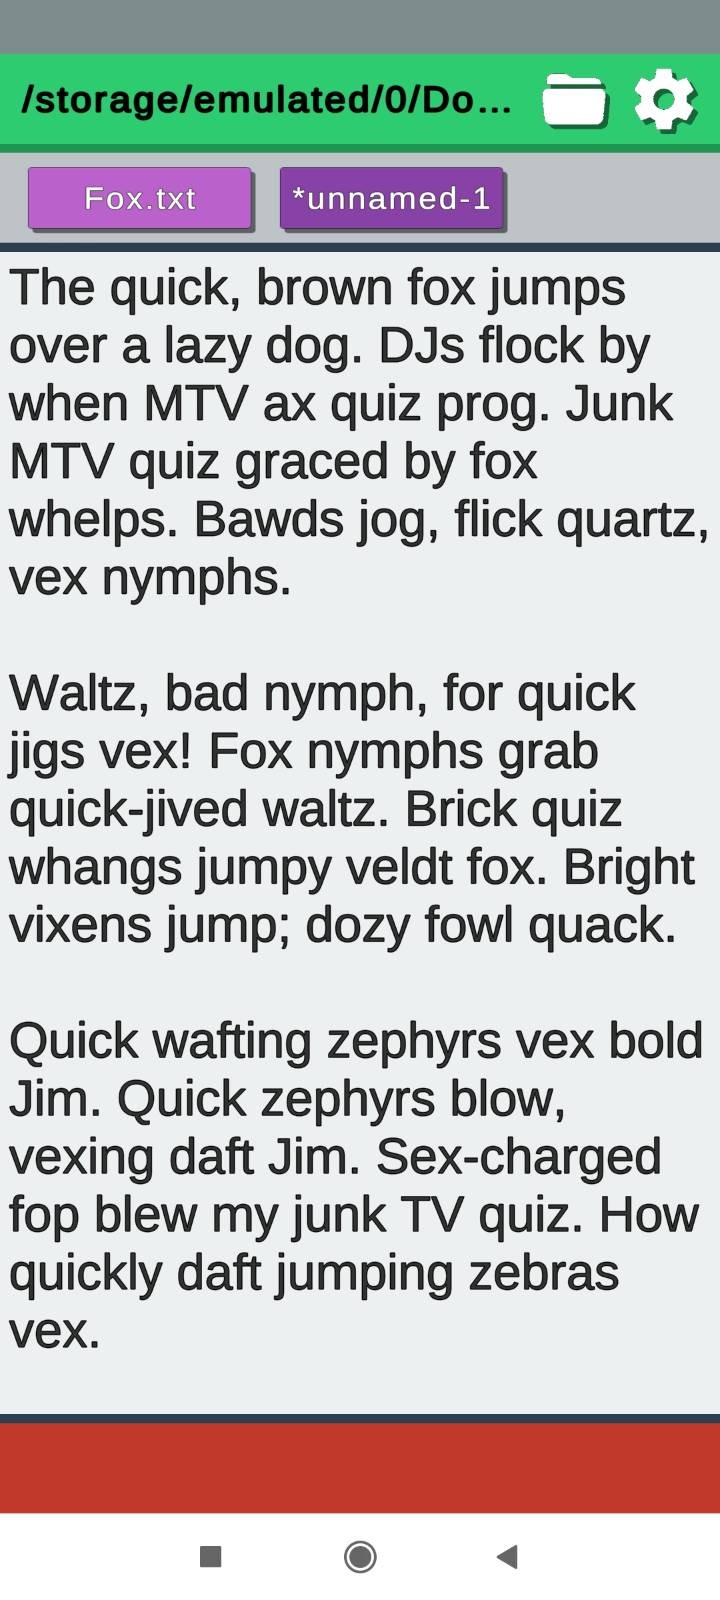 /storage/emulated/0/Do...
Fox.txt
*unnamed-1
The quick, brown fox jumps
over a lazy dog. DJs flock by
when MTV ax quiz prog. Junk
MTV quiz graced by fox
whelps. Bawds jog, flick quartz,
vex nymphs.
Waltz, bad nymph, for quick
jigs vex! Fox nymphs grab
quick-jived waltz. Brick quiz
whangs jumpy veldt fox. Bright
vixens jump; dozy fowl quack.
Quick wafting zephyrs vex bold
Jim. Quick zephyrs blow,
vexing daft Jim. Sex-charged
fop blew my junk TV quiz. How
quickly daft jumping zebras
vex.